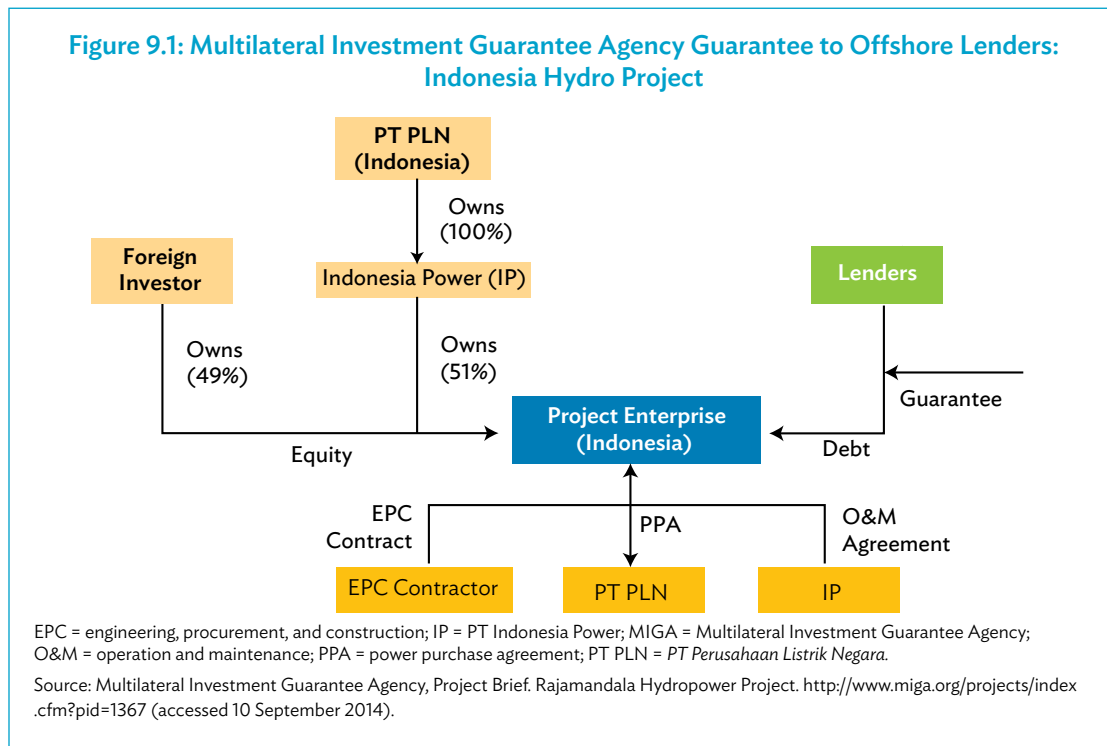 Figure 9.1: Multilateral Investment Guarantee Agency Guarantee to Offshore Lenders:
Indonesia Hydro Project
PT PLN
(Indonesia)
Owns
(100%)
Foreign
Investor
Indonesia Power (IP)
Lenders
Owns
(49%)
Owns
(51%)
Guarantee
Project Enterprise
(Indonesia)
Equity
Debt
EPC
Contract
PPA
O&M
Agreement
EPC Contractor
PT PLN
IP
EPC = engineering, procurement, and construction; IP = PT Indonesia Power; MIGA = Multilateral Investment Guarantee Agency;
O&M = operation and maintenance; PPA = power purchase agreement; PT PLN = PT Perusahaan Listrik Negara.
Source: Multilateral Investment Guarantee Agency, Project Brief. Rajamandala Hydropower Project. http://www.miga.org/projects/index
.cfm?pid=1367 (accessed 10 September 2014).